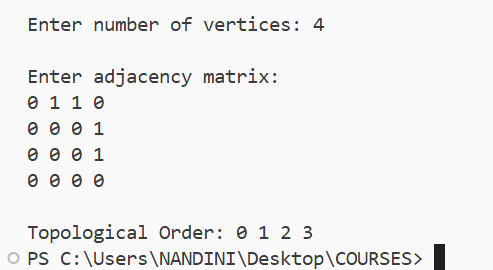 Enter number of vertices: 4
Enter adjacency matrix:
0 1 1 0
0 0 0 1
0 0 0 1
0 0 0 0
Topological Order: 0 1 2 3
PS C:\Users\NANDINI\Desktop\COURSES>